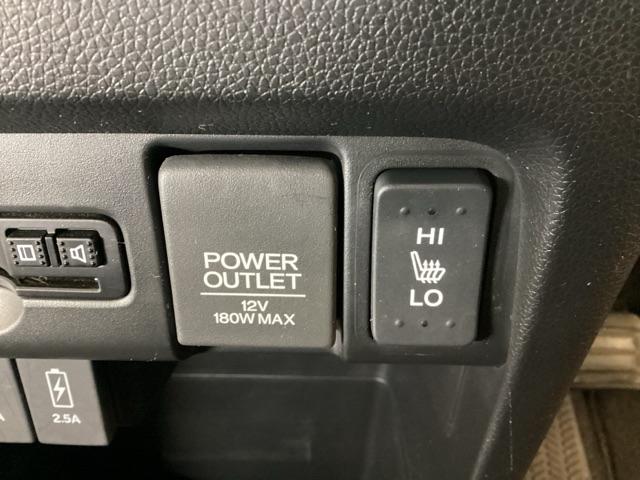 POWER
OUTLET
12V
180W MAX
HI
LO
2.5A